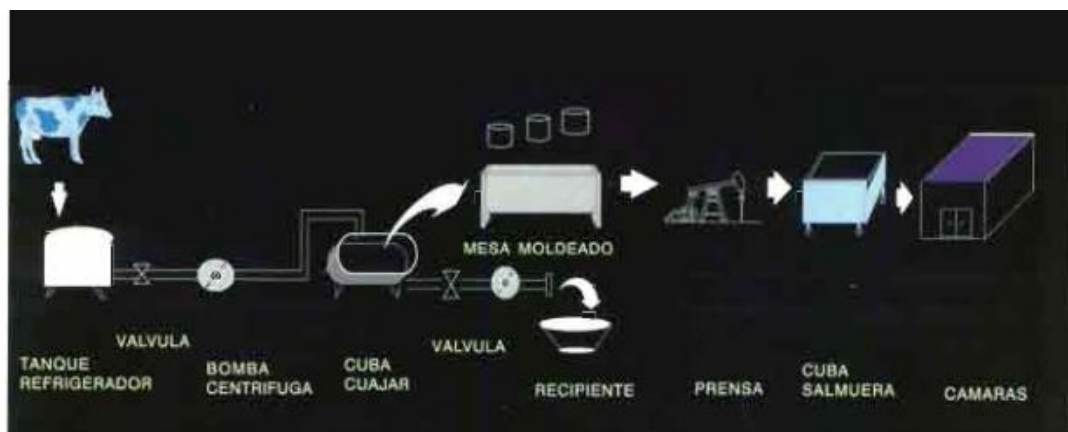 MESA MOLDEADO
VALVULA
TANQUE
REFRIGERADOR
BOMBA
CENTRIFUGA
CUBA
CUAJAR
VALVULA
RECIPIENTE
PRENSA
CUBA
SALMUERA
CAMARAS